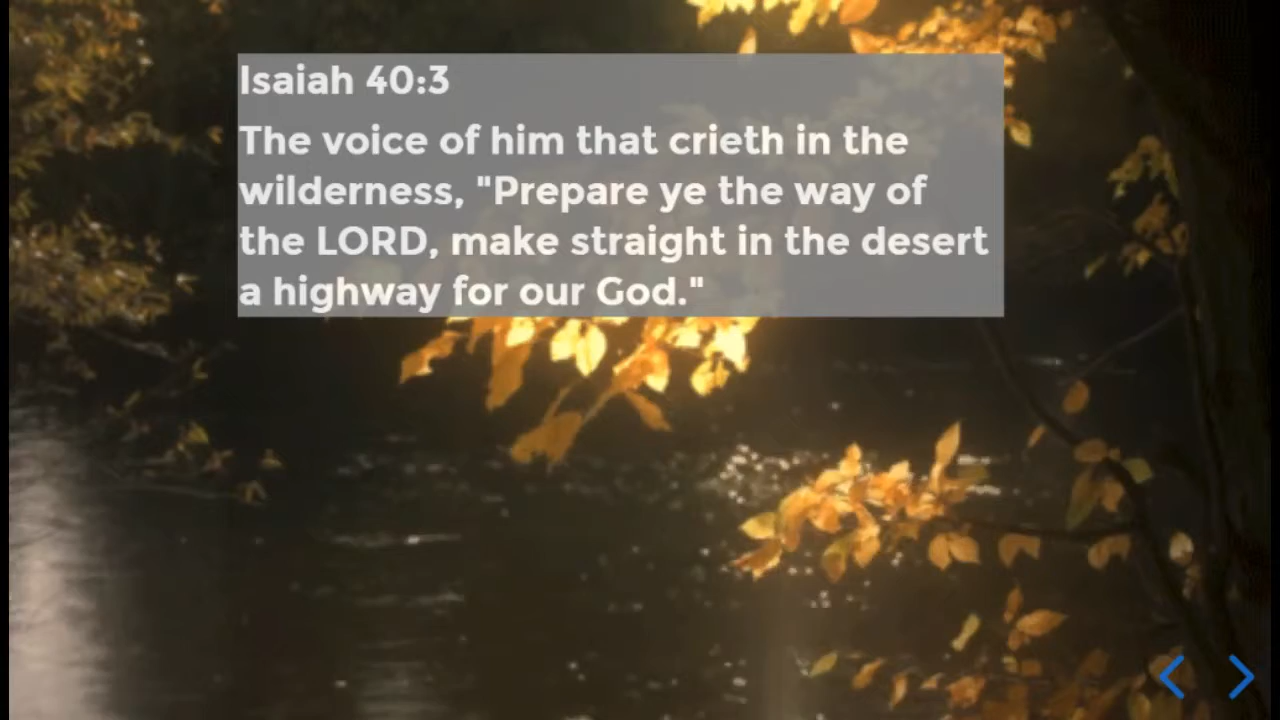 Isaiah 40:3
The voice of him that crieth in the
wilderness, "Prepare ye the way of
the LORD, make straight in the desert
a highway for our God."